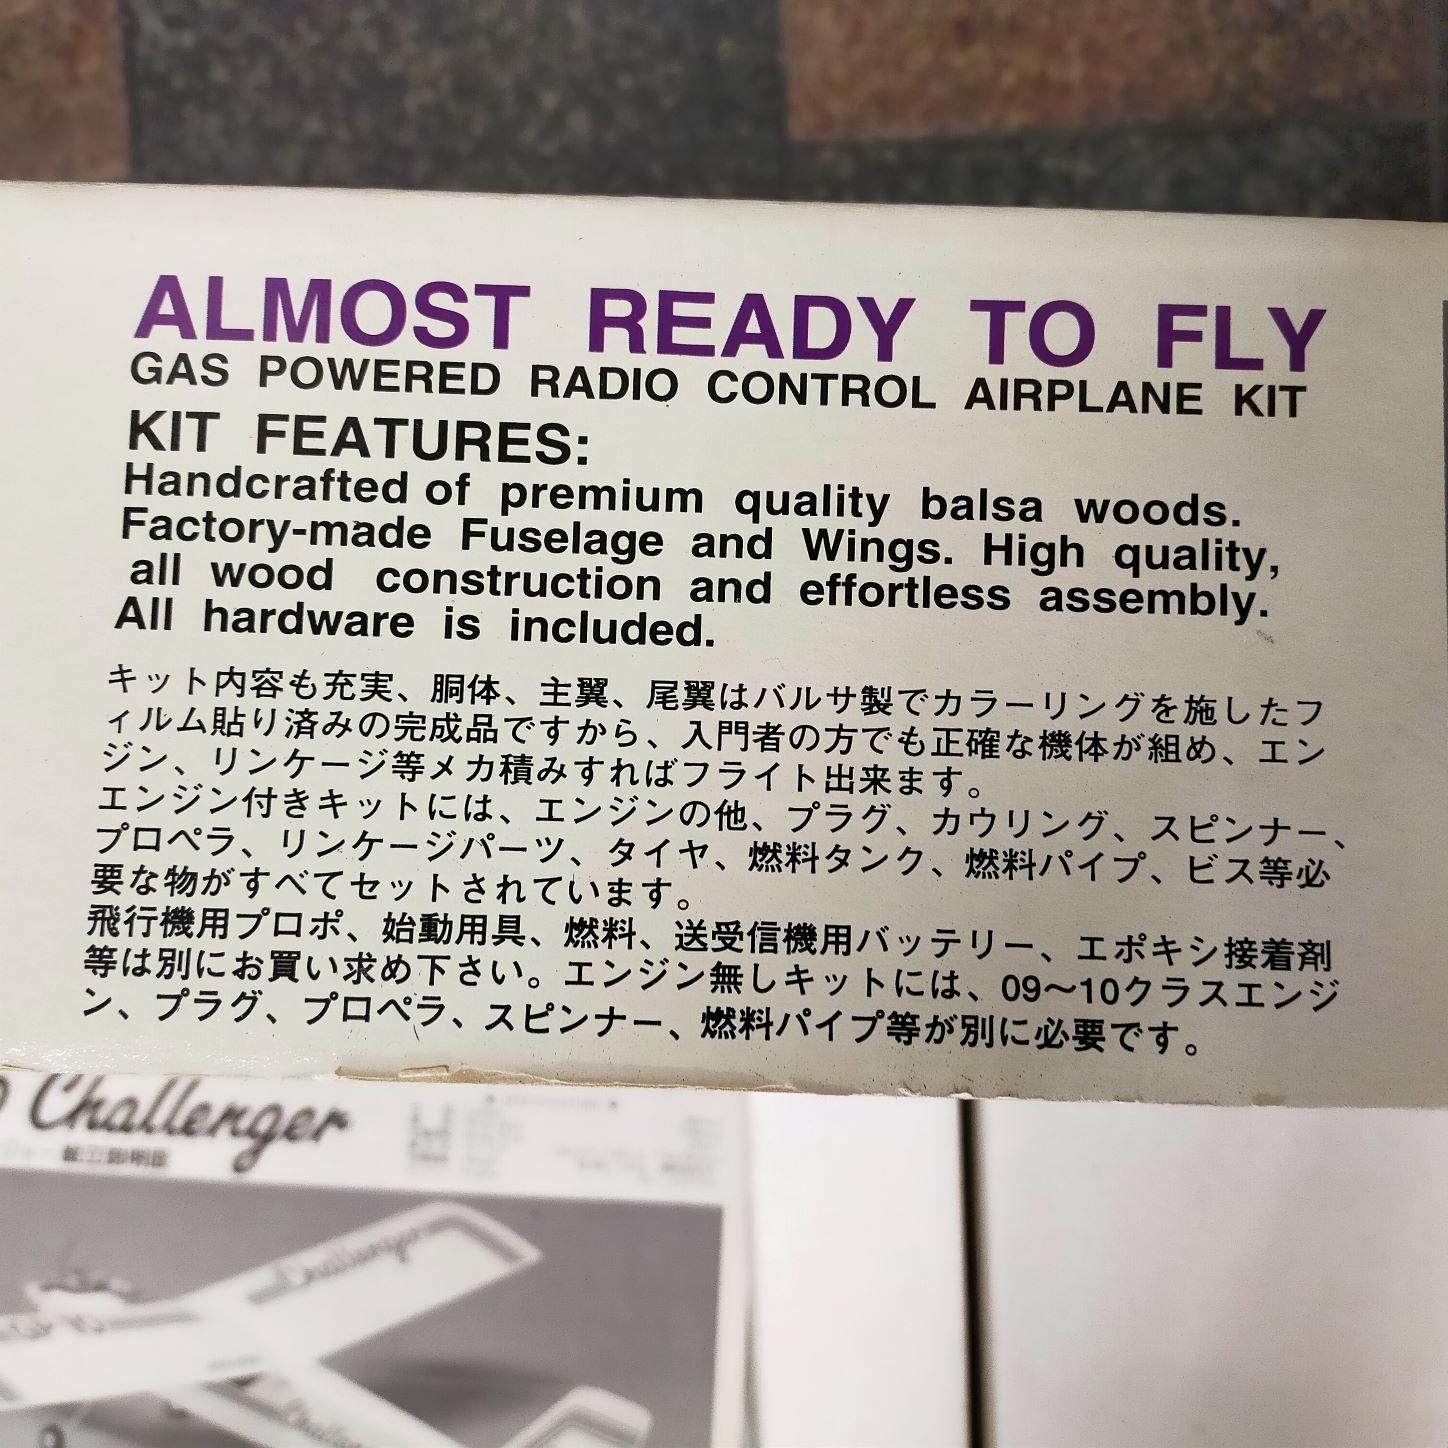 ALMOST READY TO FLY
GAS POWERED RADIO CONTROL AIRPLANE KIT
KIT FEATURES:
Handcrafted of premium quality balsa woods.
Factory-made Fuselage and Wings. High quality,
all wood construction and effortless assembly.
All hardware is included.
キット内容も充実、胴体、主翼、尾翼はバルサ製でカラーリングを施したフ
ィルム貼り済みの完成品ですから、入門者の方でも正確な機体が組め、エン
ジン、リンケージ等メカ積みすればフライト出来ます。
エンジン付きキットには、エンジンの他、プラグ、カウリング、スピンナー、
プロペラ、リンケージパーツ、タイヤ、燃料タンク、燃料パイプ、ビス等必
要な物がすべてセットされています。
飛行機用プロポ、始動用具、燃料、送受信機用バッテリー、エポキシ接着剤
等は別にお買い求め下さい。エンジン無しキットには、09〜10クラスエンジ
ン、プラグ、プロペラ、スピンナー、燃料パイプ等が別に必要です。
Challenger
Challenger